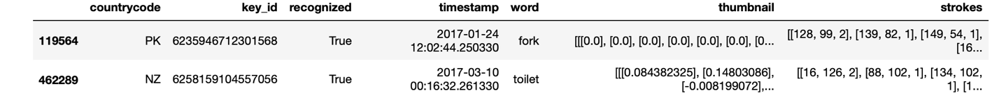 countrycode key_id recognized timestamp word thumbnail strokes
119564 PK 6235946712301568 True 2017-01-24 12:02:44.250330 fork [[[0.0], [0.0], [0.0], [0.0], [0.0], [0.0], [0... [[128, 99, 2], [139, 82, 1], [149, 54, 1], [16...
462289 NZ 6258159104557056 True 2017-03-10 00:16:32.261330 toilet [[[0.084382325], [0.14803086], [-0.008199072],... [[16, 126, 2], [88, 102, 1], [134, 102, 1], [1...